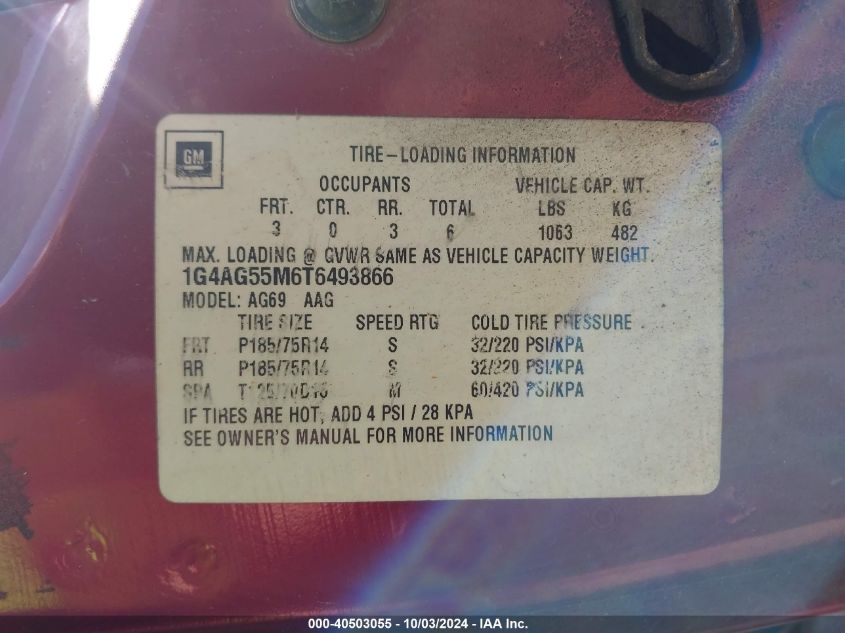 GM
TIRE-LOADING INFORMATION
OCCUPANTS VEHICLE CAP. WT.
FRT. CTR. RR. TOTAL LBS KG
3 0 3 6 1063 482
MAX. LOADING @ GVWR SAME AS VEHICLE CAPACITY WEIGHT.
1G4AG55M6T6493866
MODEL: AG69 AAG
TIRE SIZE SPEED RTG COLD TIRE PRESSURE
FRT P185/75R14 S 32/220 PSI/KPA
RR P185/75R14 S 32/220 PSI/KPA
SPA M 60/420 PSI/KPA
IF TIRES ARE HOT, ADD 4 PSI / 28 KPA
SEE OWNER'S MANUAL FOR MORE INFORMATION
000-40503055 - 10/03/2024 - IAA Inc.